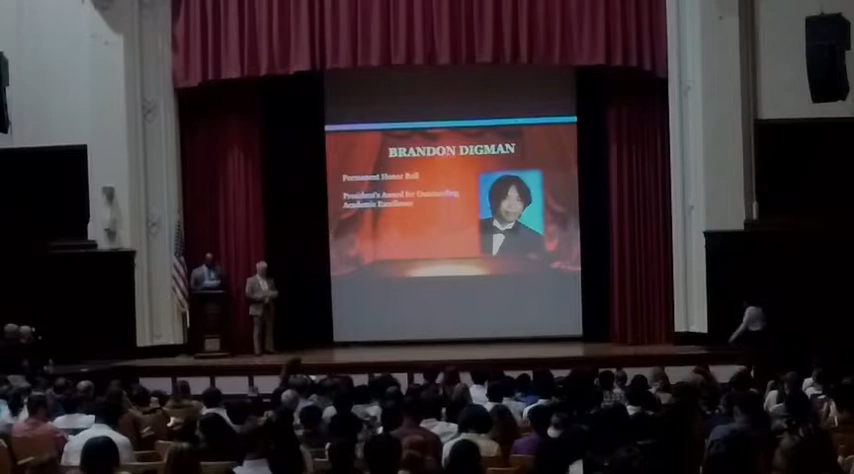 BRANDON DIGMAN
Permanent Honor Roll
President's Award for Outstanding
Academic Excellence